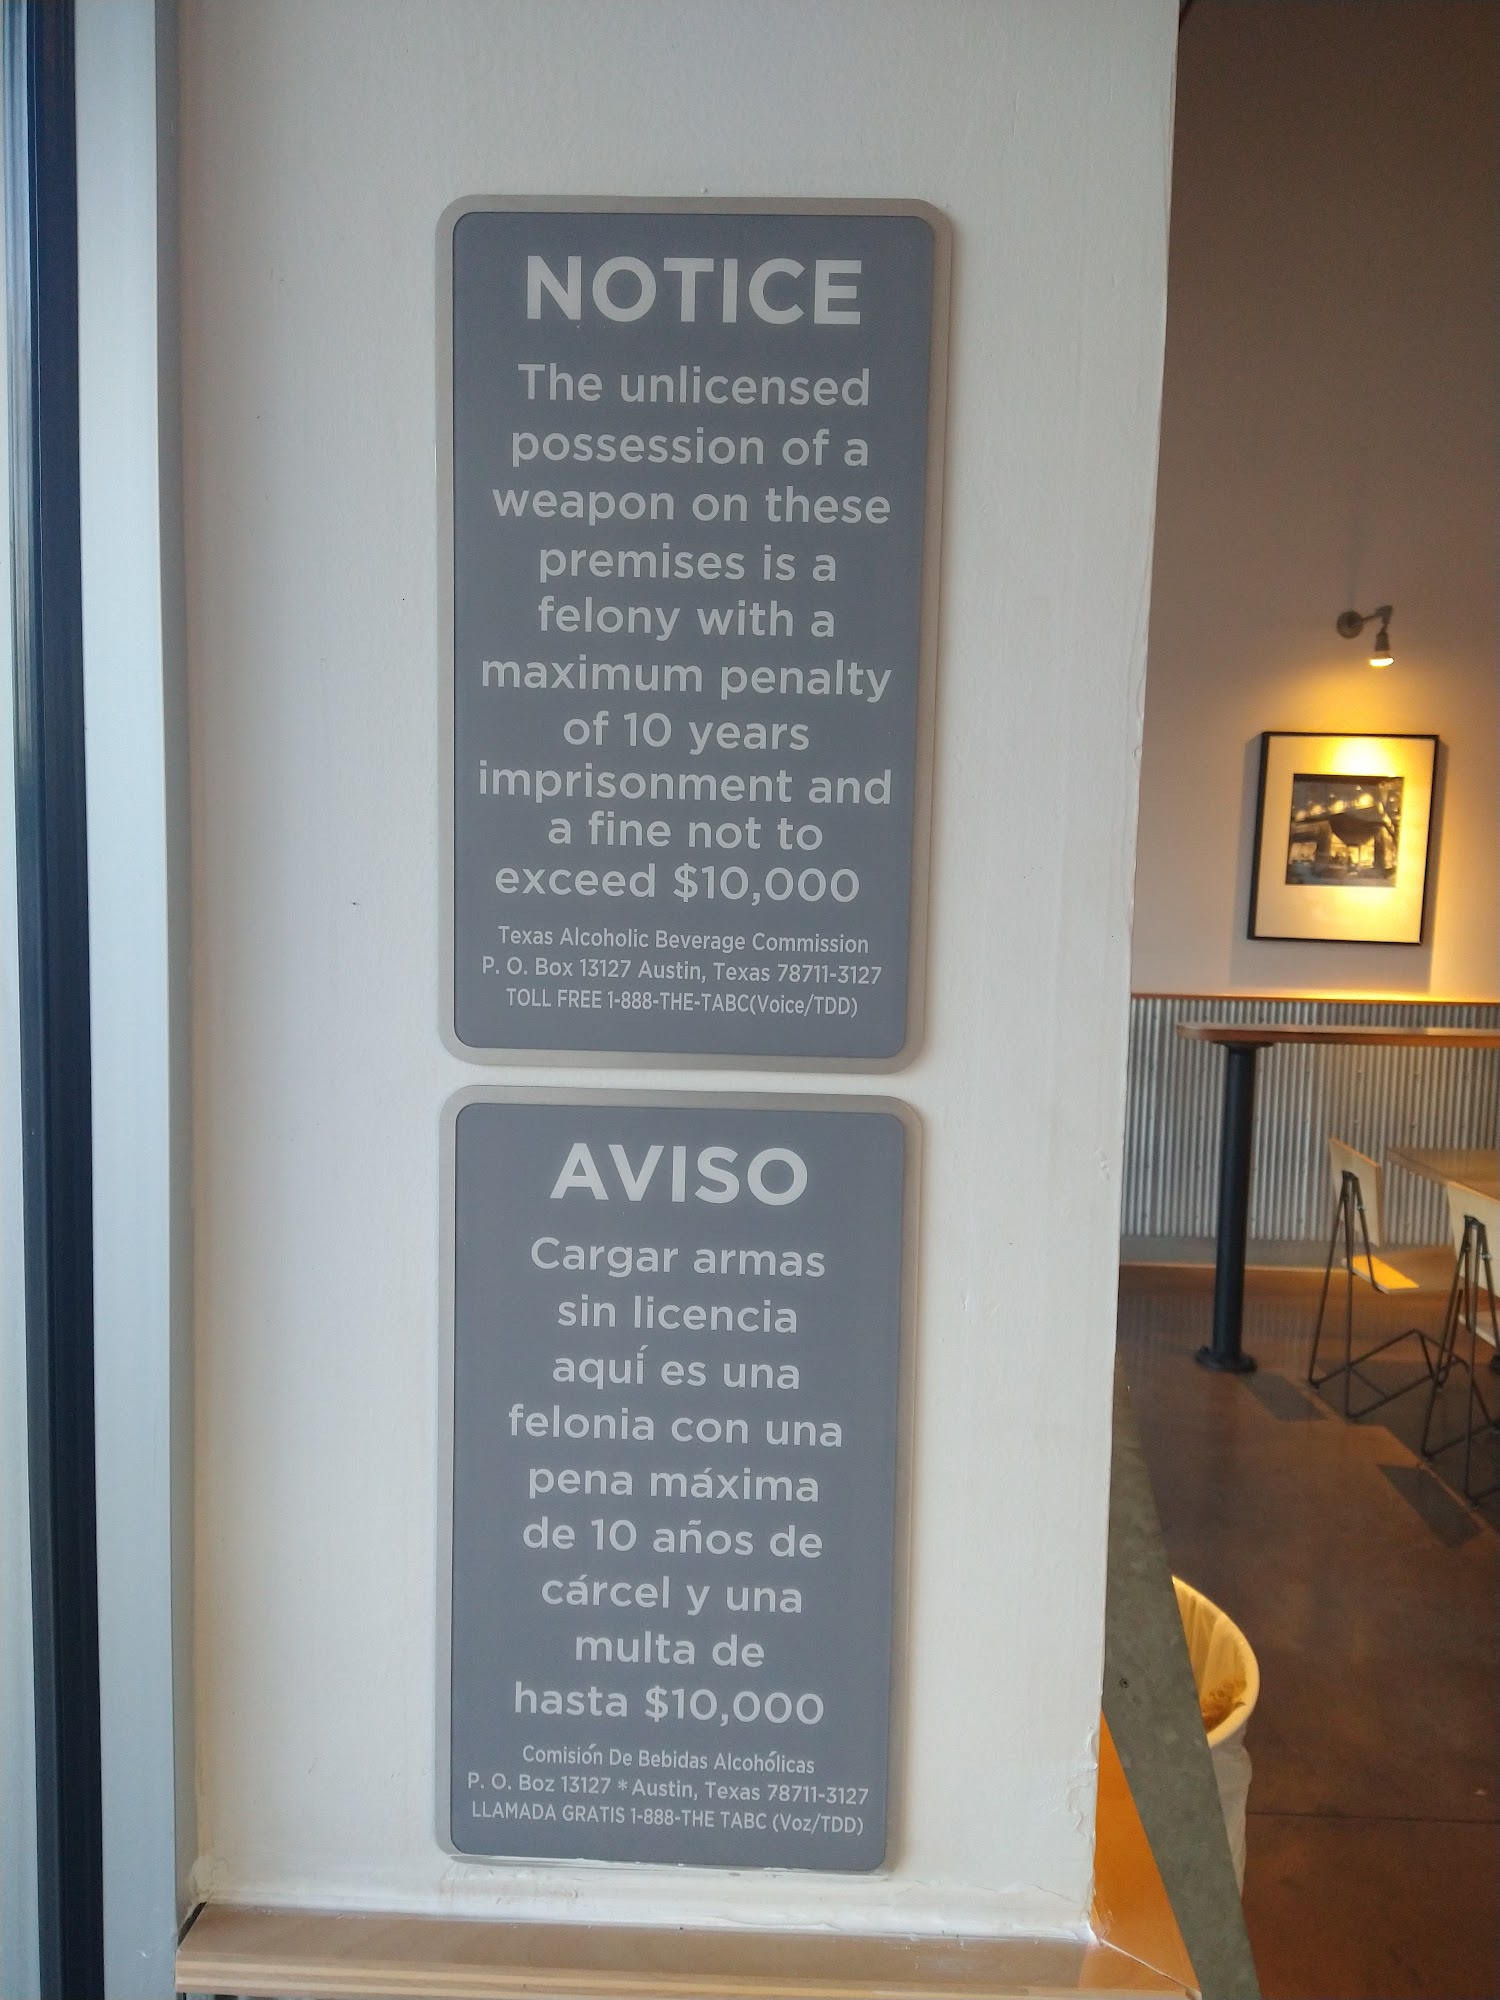 NOTICE
The unlicensed
possession of a
weapon on these
premises is a
felony with a
maximum penalty
of 10 years
imprisonment and
a fine not to
exceed $10,000
Texas Alcoholic Beverage Commission
P. O. Box 13127 Austin, Texas 78711-3127
TOLL FREE 1-888-THE-TABC(Voice/TDD)
AVISO
Cargar armas
sin licencia
aquí es una
felonia con una
pena máxima
de 10 años de
cárcel y una
multa de
hasta $10,000
Comisión De Bebidas Alcohólicas
P. O. Boz 13127 * Austin, Texas 78711-3127
LLAMADA GRATIS 1-888-THE TABC (Voz/TDD)